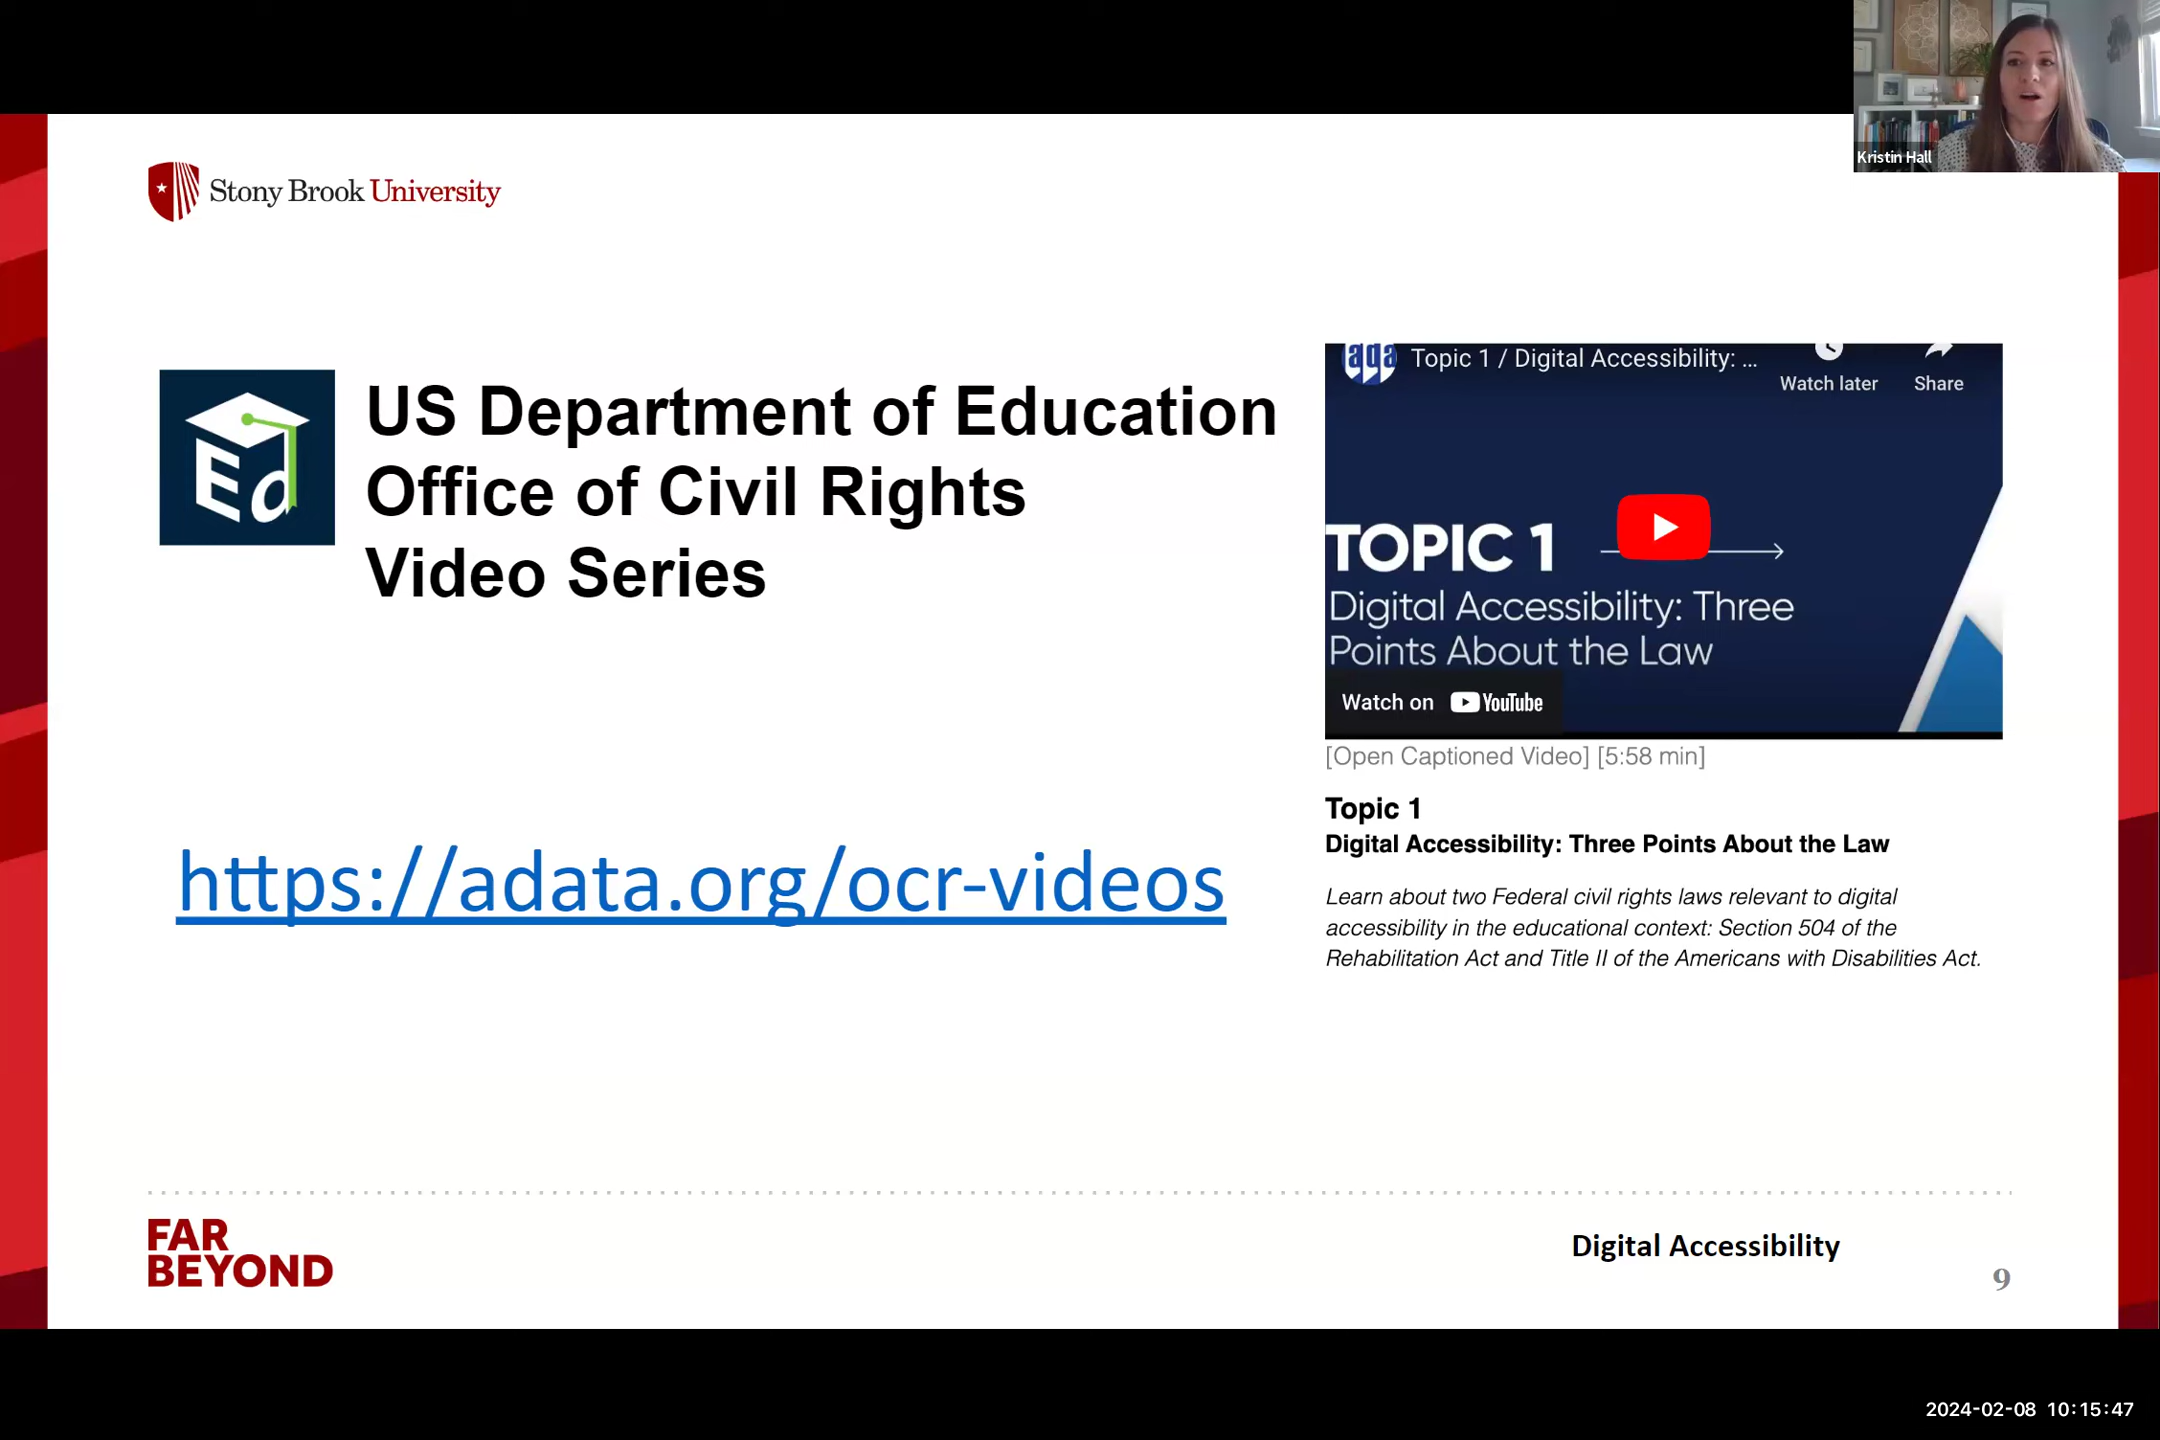 Kristin Hall
Stony Brook University
Ed
US Department of Education
Office of Civil Rights
Video Series
https://adata.org/ocr-videos
ada
Topic 1 / Digital Accessibility: ...
Watch later
Share
TOPIC 1
Digital Accessibility: Three
Points About the Law
Watch on YouTube
[Open Captioned Video] [5:58 min]
Topic 1
Digital Accessibility: Three Points About the Law
Learn about two Federal civil rights laws relevant to digital
accessibility in the educational context: Section 504 of the
Rehabilitation Act and Title II of the Americans with Disabilities Act.
FAR
BEYOND
Digital Accessibility
9
2024-02-08 10:15:47